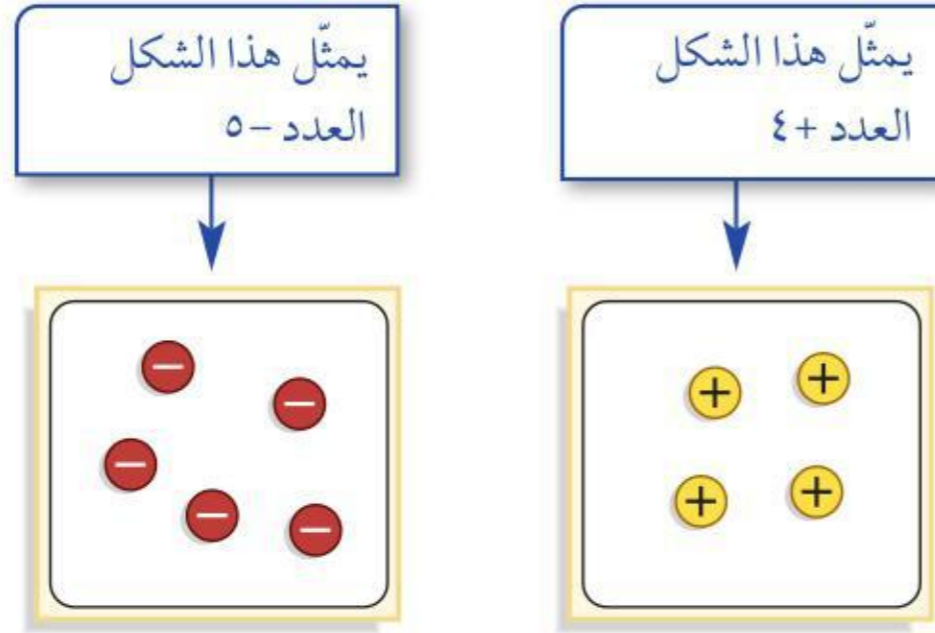 يمثّل هذا الشكل
العدد +٤
يمثّل هذا الشكل
العدد -٥
+
+
+
+
-
-
-
-
-